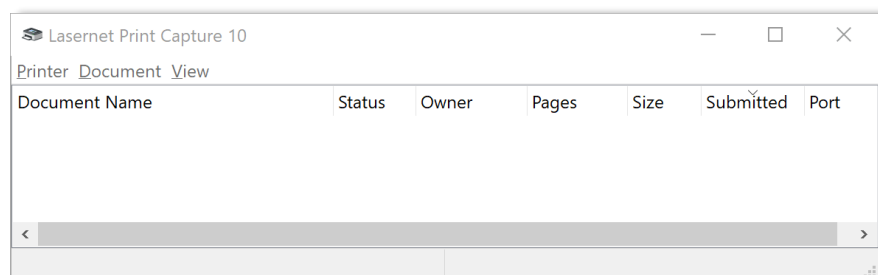 Lasernet Print Capture 10
Printer Document View
Document Name Status Owner Pages Size Submitted Port